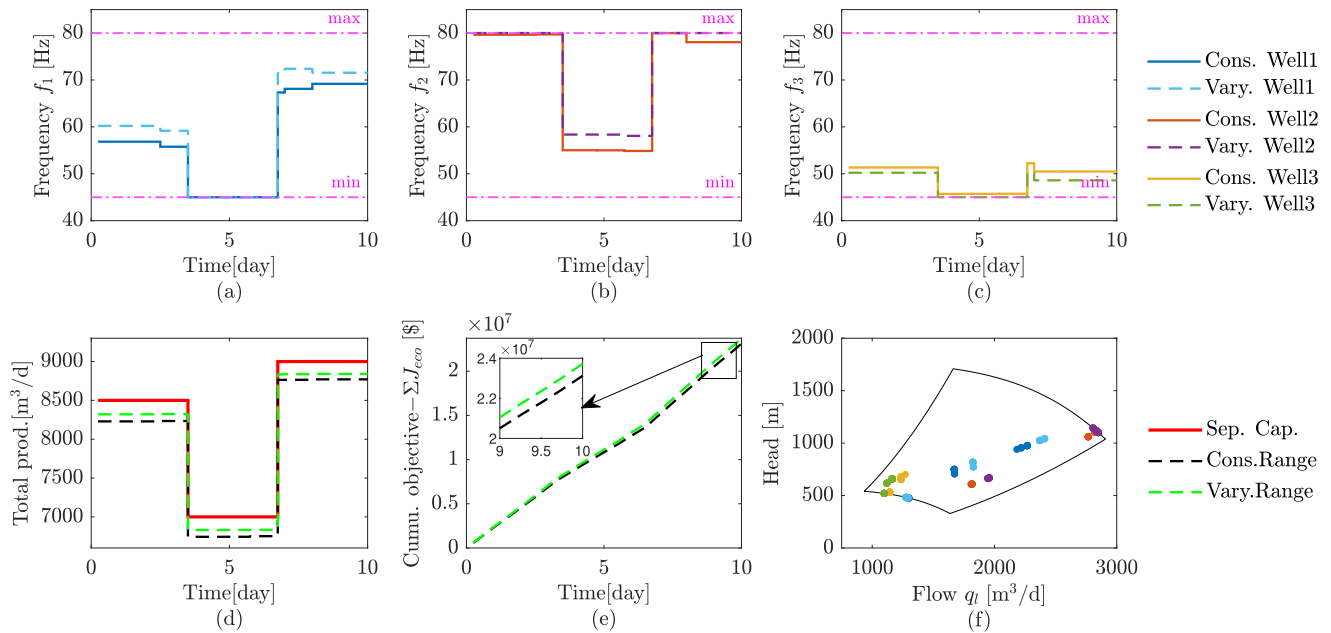 80
70
60
50
40
max
min
Frequency f₁ [Hz]
0
5
10
Time[day]
(a)
80
70
60
50
40
max
min
Frequency f₂ [Hz]
0
5
10
Time[day]
(b)
80
70
60
50
40
max
min
Frequency f₃ [Hz]
0
5
10
Time[day]
(c)
Cons. Well1
Vary. Well1
Cons. Well2
Vary. Well2
Cons. Well3
Vary. Well3
9000
8500
8000
7500
7000
Total prod.[m³/d]
0
5
10
Time[day]
(d)
×10⁷
2
1.5
1
0.5
0
Cumu. objective−ΣJ_eco [$]
×10⁷
2.4
2.2
2
9
9.5
10
0
5
10
Time[day]
(e)
2000
1500
1000
500
0
Head [m]
1000
2000
3000
Flow q_l [m³/d]
(f)
Sep. Cap.
Cons.Range
Vary.Range